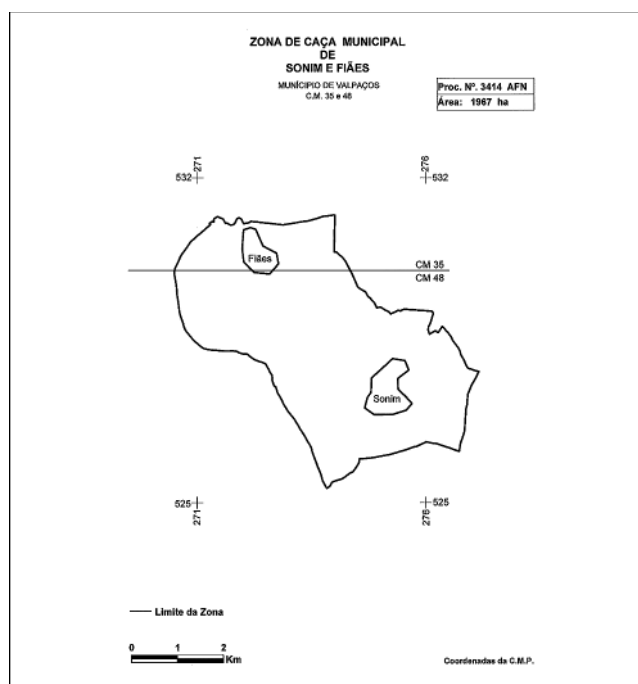 ZONA DE CAÇA MUNICIPAL
DE
SONIM E FIÃES
MUNÍCIPIO DE VALPAÇOS
C.M. 35 e 48
Proc. Nº. 3414 AFN
Área: 1967 ha
271
532
276
532
Fiães
CM 35
CM 48
Sonim
525
271
525
276
Limite da Zona
0 1 2
Km
Coordenadas da C.M.P.